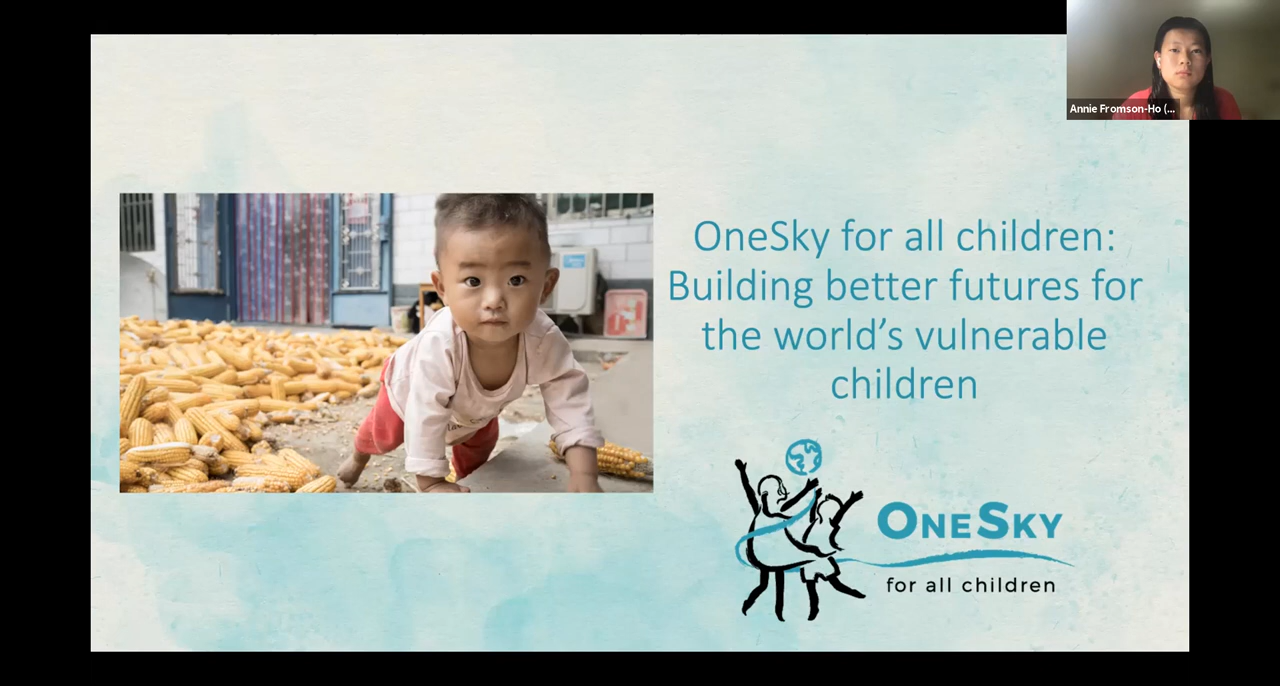 Annie Fromson-Ho (...
OneSky for all children:
Building better futures for
the world's vulnerable
children
ONESKY
for all children